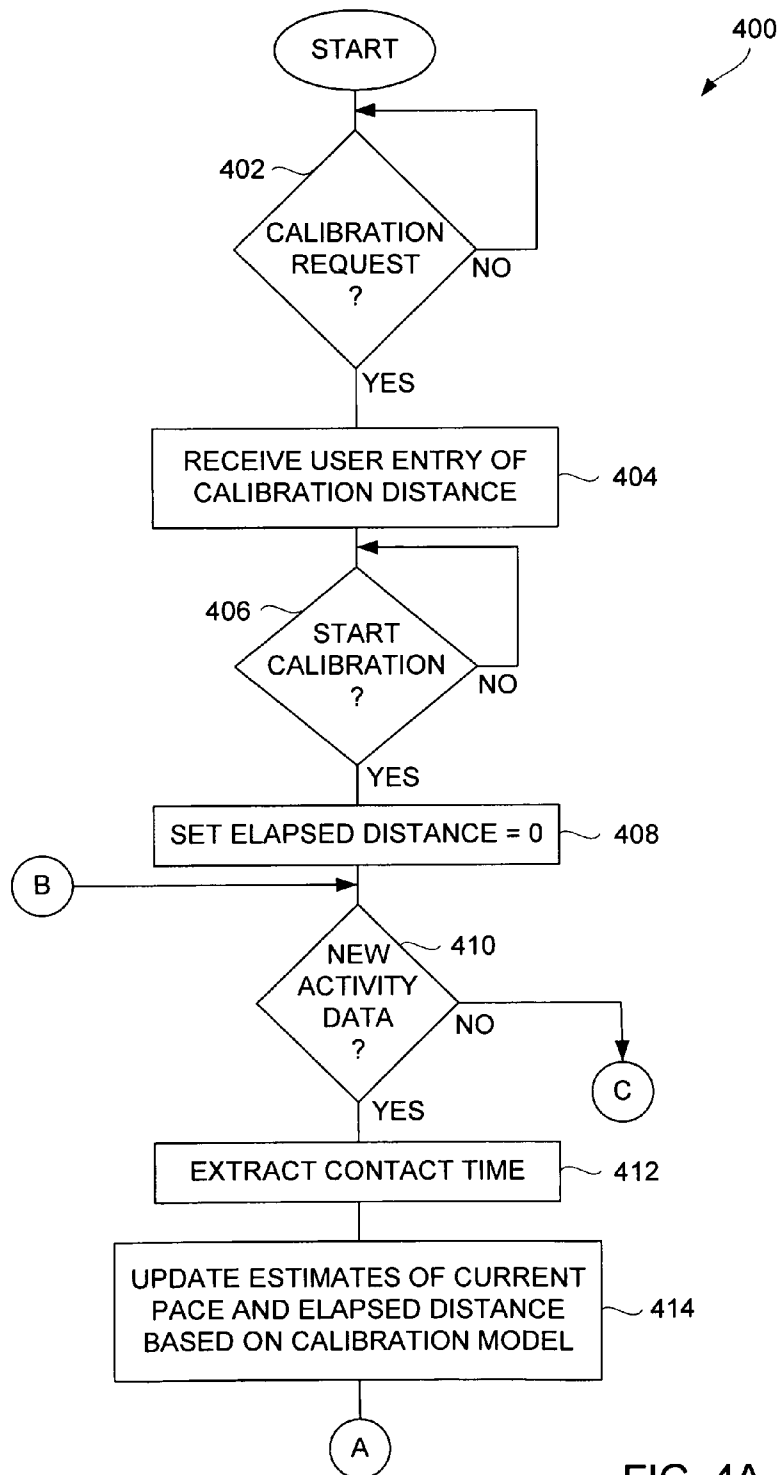 START
400
402
CALIBRATION
REQUEST
?
NO
YES
RECEIVE USER ENTRY OF
CALIBRATION DISTANCE
404
406
START
CALIBRATION
?
NO
YES
SET ELAPSED DISTANCE = 0
408
B
410
NEW
ACTIVITY
DATA
?
NO
C
YES
EXTRACT CONTACT TIME
412
UPDATE ESTIMATES OF CURRENT
PACE AND ELAPSED DISTANCE
BASED ON CALIBRATION MODEL
414
A
FIG. 4A